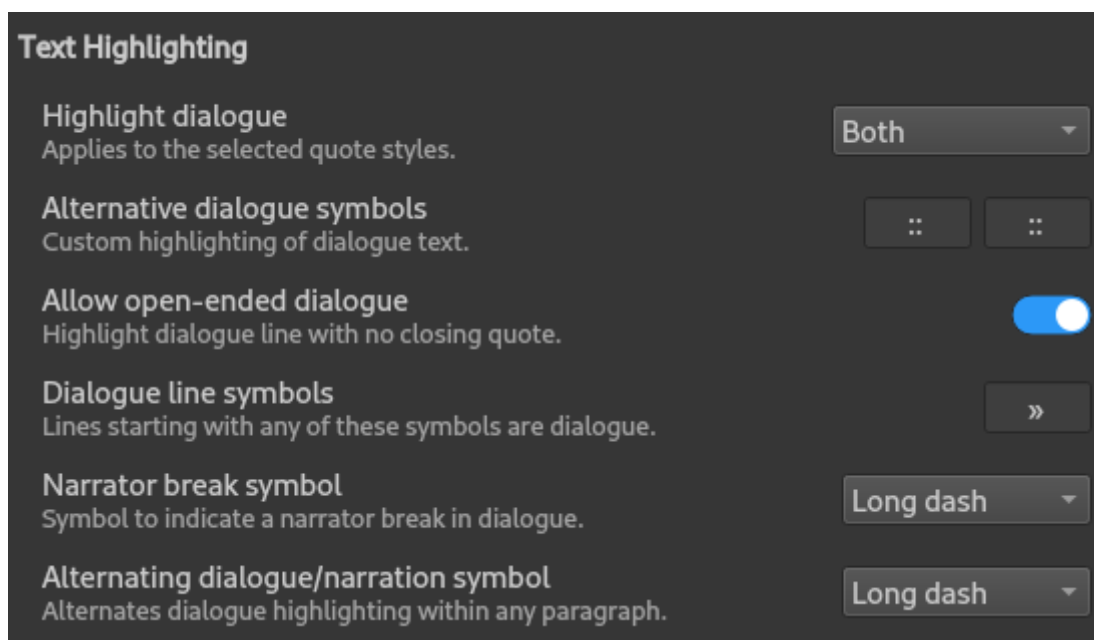 Text Highlighting
Highlight dialogue
Both
Applies to the selected quote styles.
Alternative dialogue symbols
:: ::
Custom highlighting of dialogue text.
Allow open-ended dialogue
Highlight dialogue line with no closing quote.
Dialogue line symbols
»
Lines starting with any of these symbols are dialogue.
Narrator break symbol
Long dash
Symbol to indicate a narrator break in dialogue.
Alternating dialogue/narration symbol
Long dash
Alternates dialogue highlighting within any paragraph.